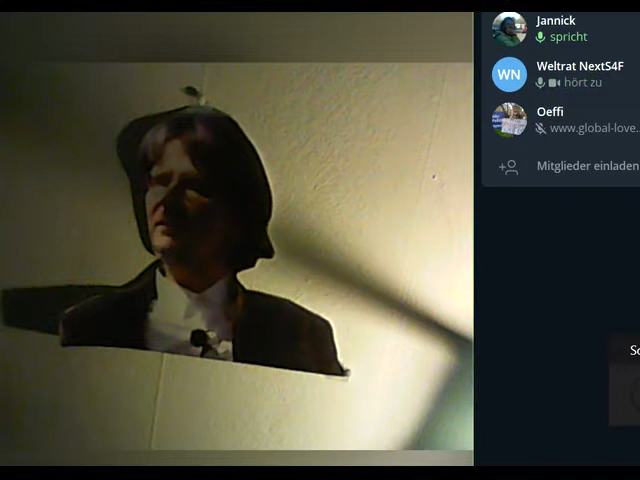 Jannick
spricht
WN
Weltrat NextS4F
hört zu
Oeffi
www.global-love...
Mitglieder einladen